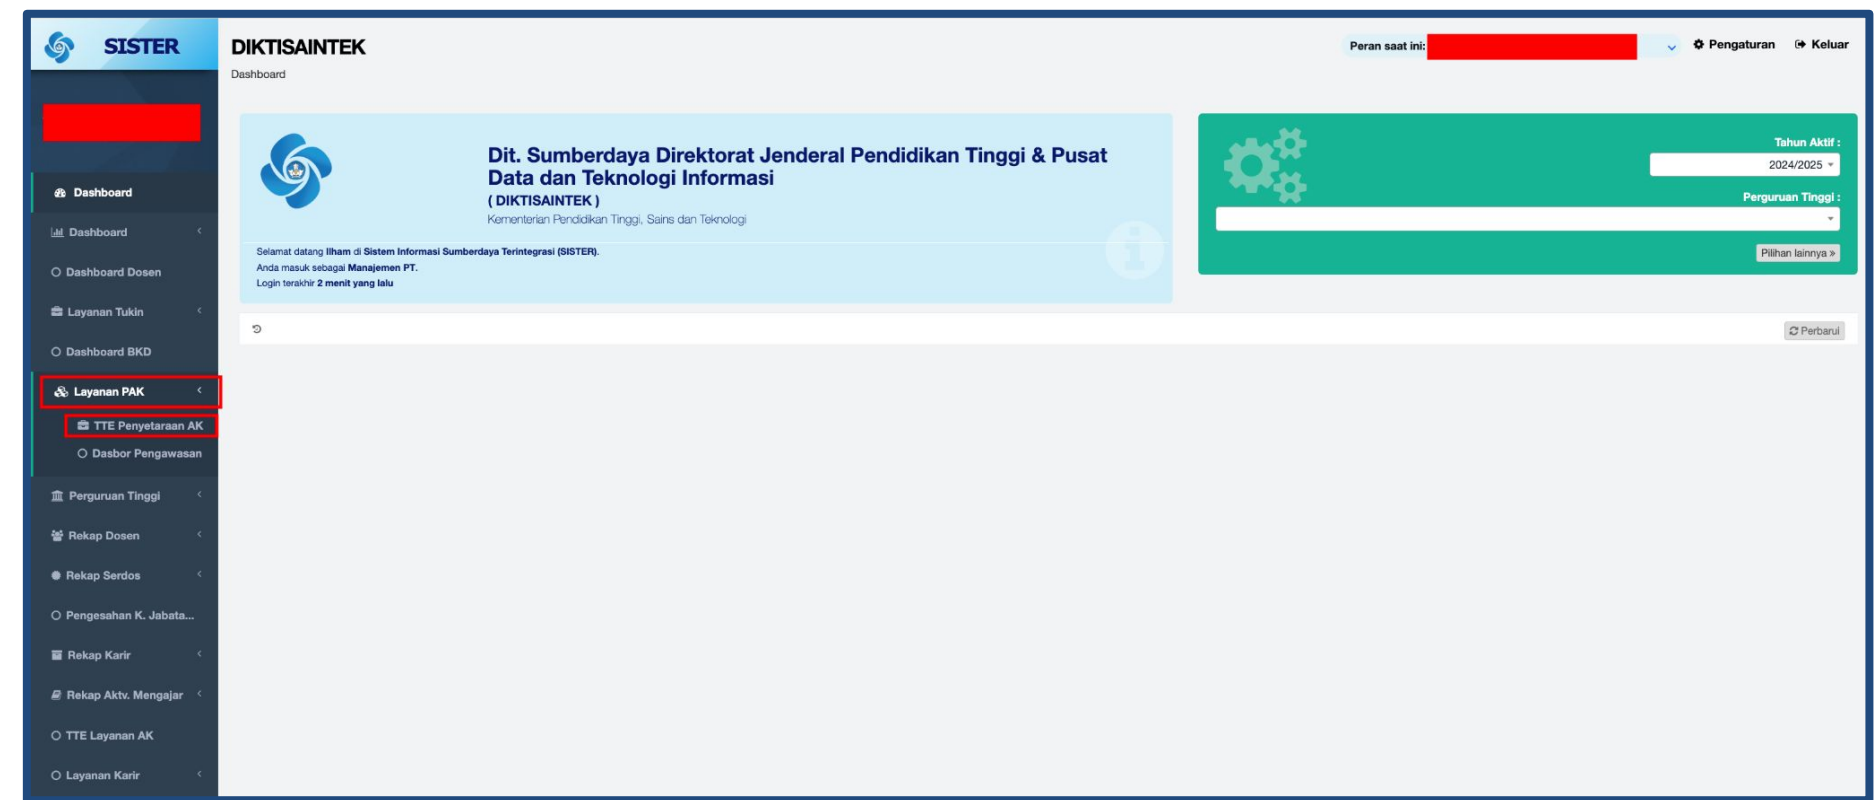 SISTER
DIKTISAINTEK
Peran saat ini:
Pengaturan
Keluar
Dashboard
Dashboard
Dashboard
Dashboard Dosen
Layanan Tukin
Dashboard BKD
Layanan PAK
TTE Penyetaraan AK
Dasbor Pengawasan
Perguruan Tinggi
Rekap Dosen
Rekap Serdos
Pengesahan K. Jabata...
Rekap Karir
Rekap Aktv. Mengajar
TTE Layanan AK
Layanan Karir
Dit. Sumberdaya Direktorat Jenderal Pendidikan Tinggi & Pusat
Data dan Teknologi Informasi
( DIKTISAINTEK )
Kementerian Pendidikan Tinggi, Sains dan Teknologi
Selamat datang Ilham di Sistem Informasi Sumberdaya Terintegrasi (SISTER).
Anda masuk sebagai Manajemen PT.
Login terakhir 2 menit yang lalu
Tahun Aktif :
2024/2025
Perguruan Tinggi :
Pilihan lainnya »
Perbarui